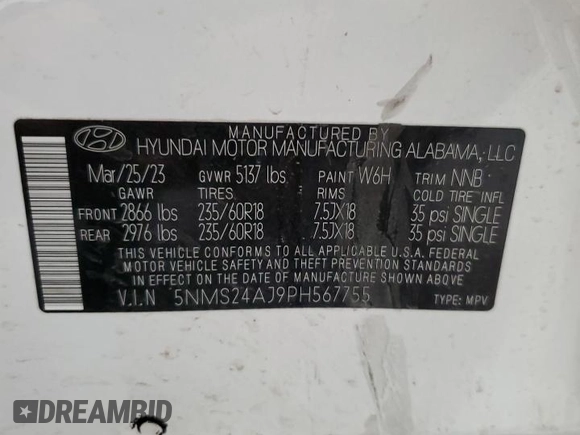 MANUFACTURED BY
HYUNDAI MOTOR MANUFACTURING ALABAMA, LLC
Mar/25/23 GVWR 5137 lbs PAINT W6H TRIM NNB
GAWR TIRES RIMS COLD TIRE INFL
FRONT 2866 lbs 235/60R18 7.5JX18 35 psi SINGLE
REAR 2976 lbs 235/60R18 7.5JX18 35 psi SINGLE
THIS VEHICLE CONFORMS TO ALL APPLICABLE U.S.A. FEDERAL
MOTOR VEHICLE SAFETY AND THEFT PREVENTION STANDARDS
IN EFFECT ON THE DATE OF MANUFACTURE SHOWN ABOVE
V.I.N 5NMS24AJ9PH567755 TYPE: MPV
DREAMBID